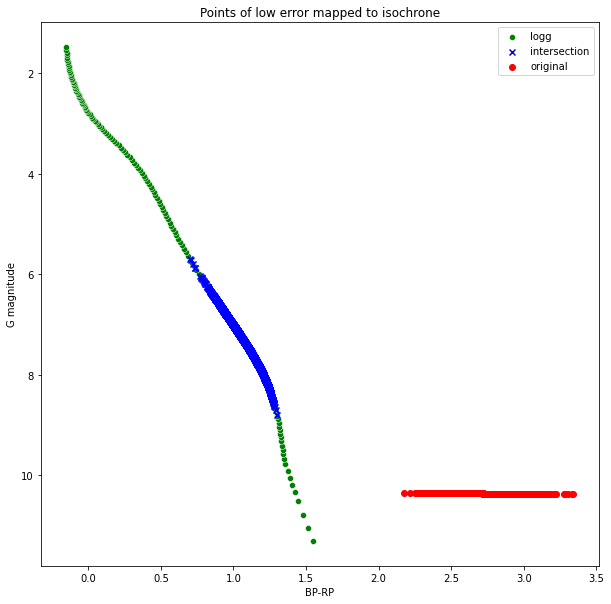 Points of low error mapped to isochrone
logg
intersection
original
2
4
6
8
10
G magnitude
0.0 0.5 1.0 1.5 2.0 2.5 3.0 3.5
BP-RP